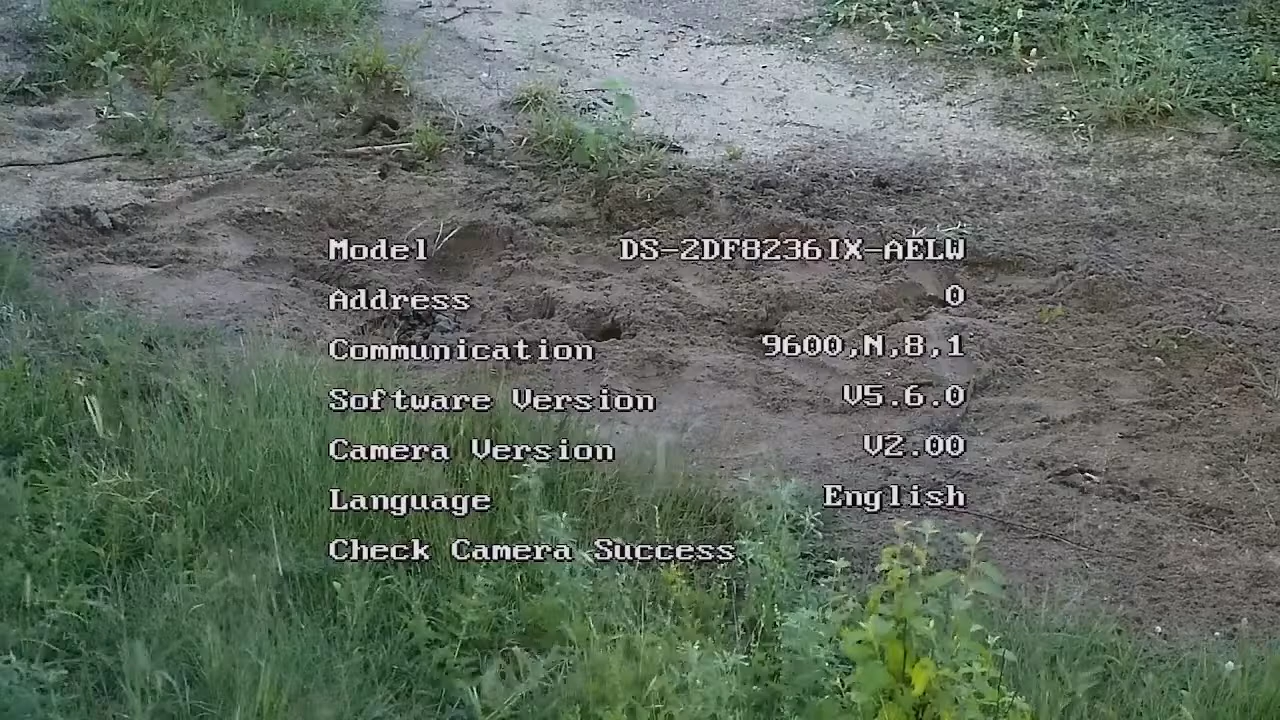 Model DS-2DF8236IX-AELW
Address 0
Communication 9600,N,8,1
Software Version V5.6.0
Camera Version V2.00
Language English
Check Camera Success